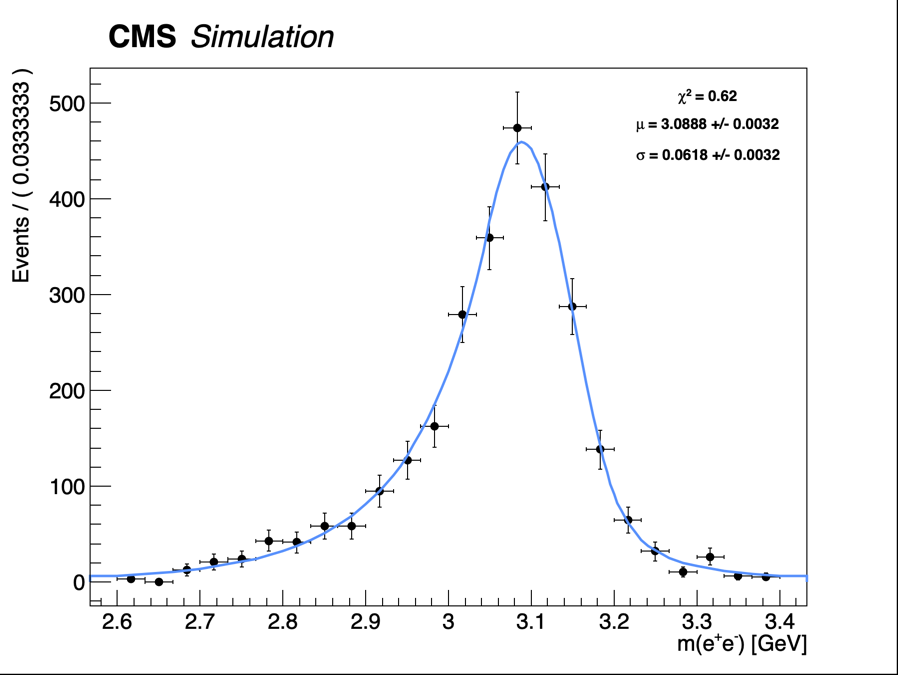 CMS Simulation
Events / ( 0.0333333 )
χ² = 0.62
μ = 3.0888 +/- 0.0032
σ = 0.0618 +/- 0.0032
500
400
300
200
100
0
2.6 2.7 2.8 2.9 3 3.1 3.2 3.3 3.4
m(e⁺e⁻) [GeV]